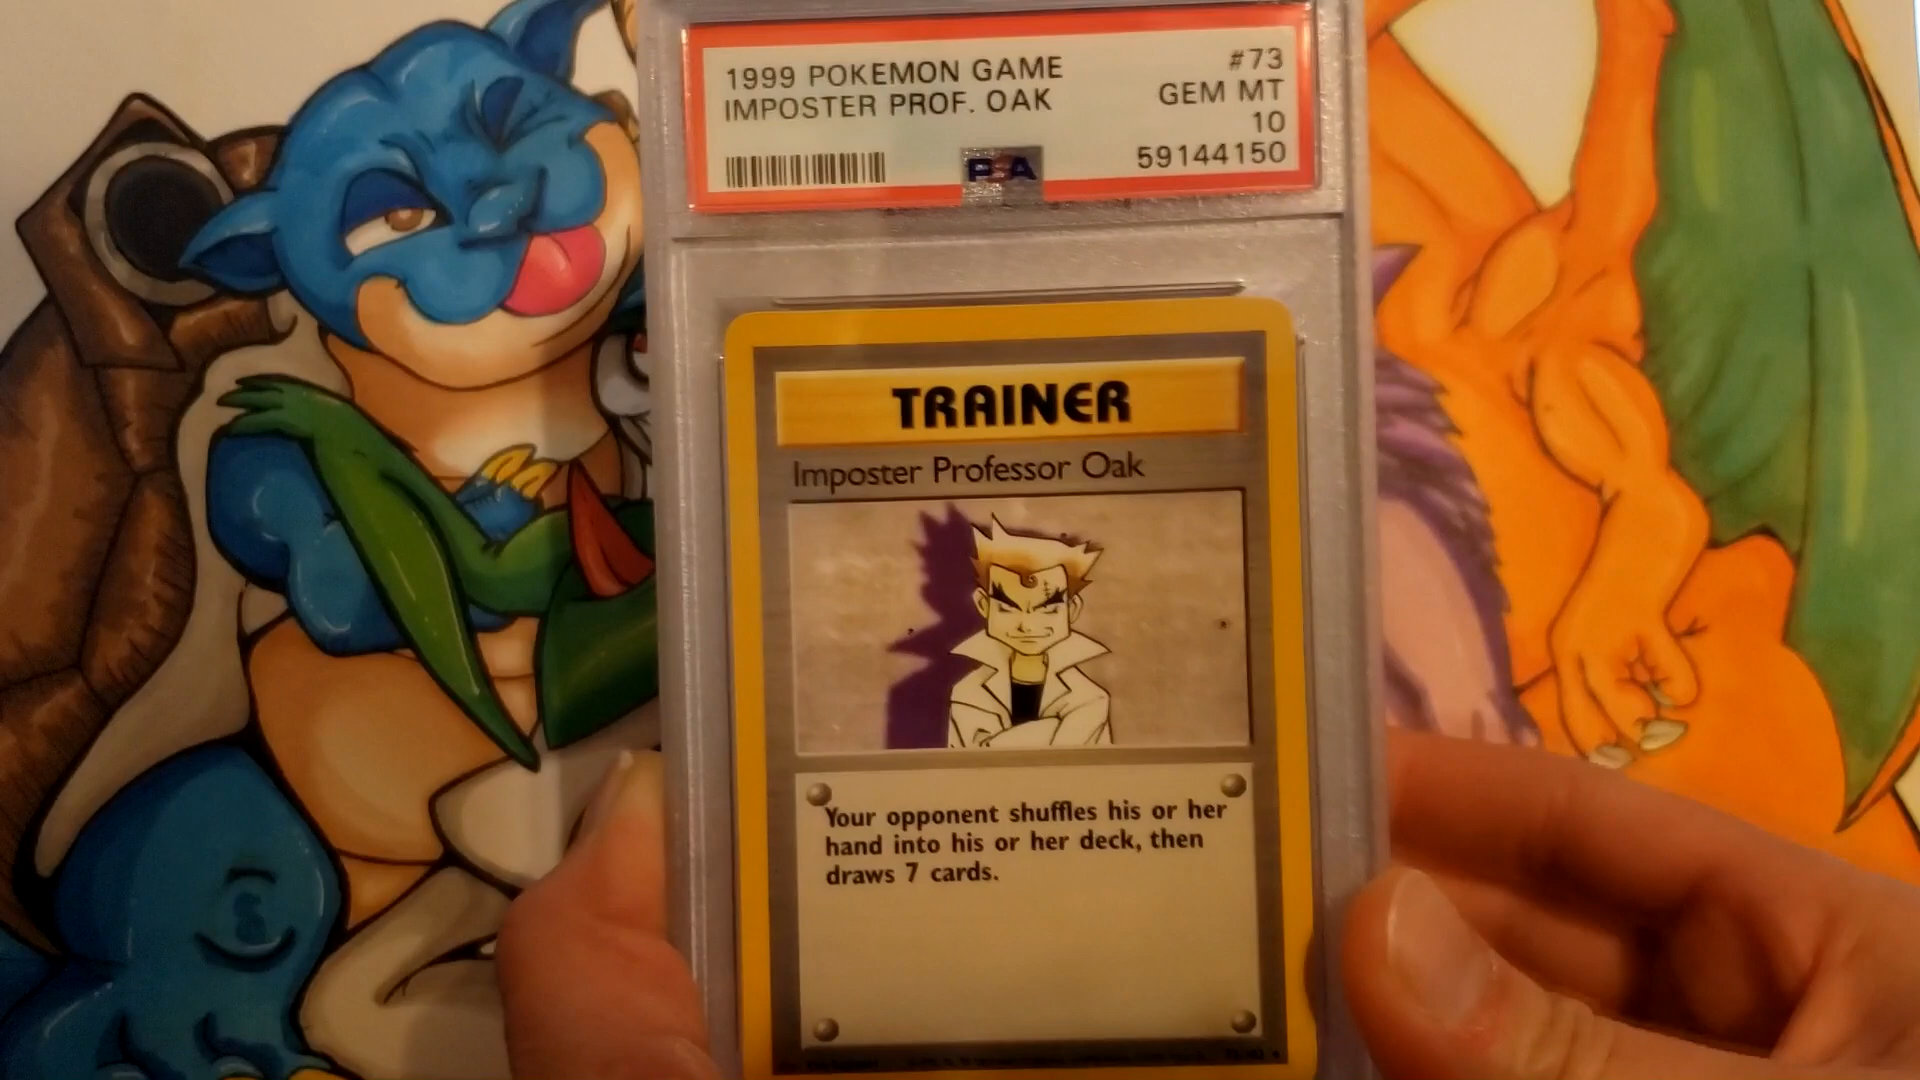 1999 POKEMON GAME #73
IMPOSTER PROF. OAK GEM MT
10
PSA 59144150
TRAINER
Imposter Professor Oak
Your opponent shuffles his or her
hand into his or her deck, then
draws 7 cards.